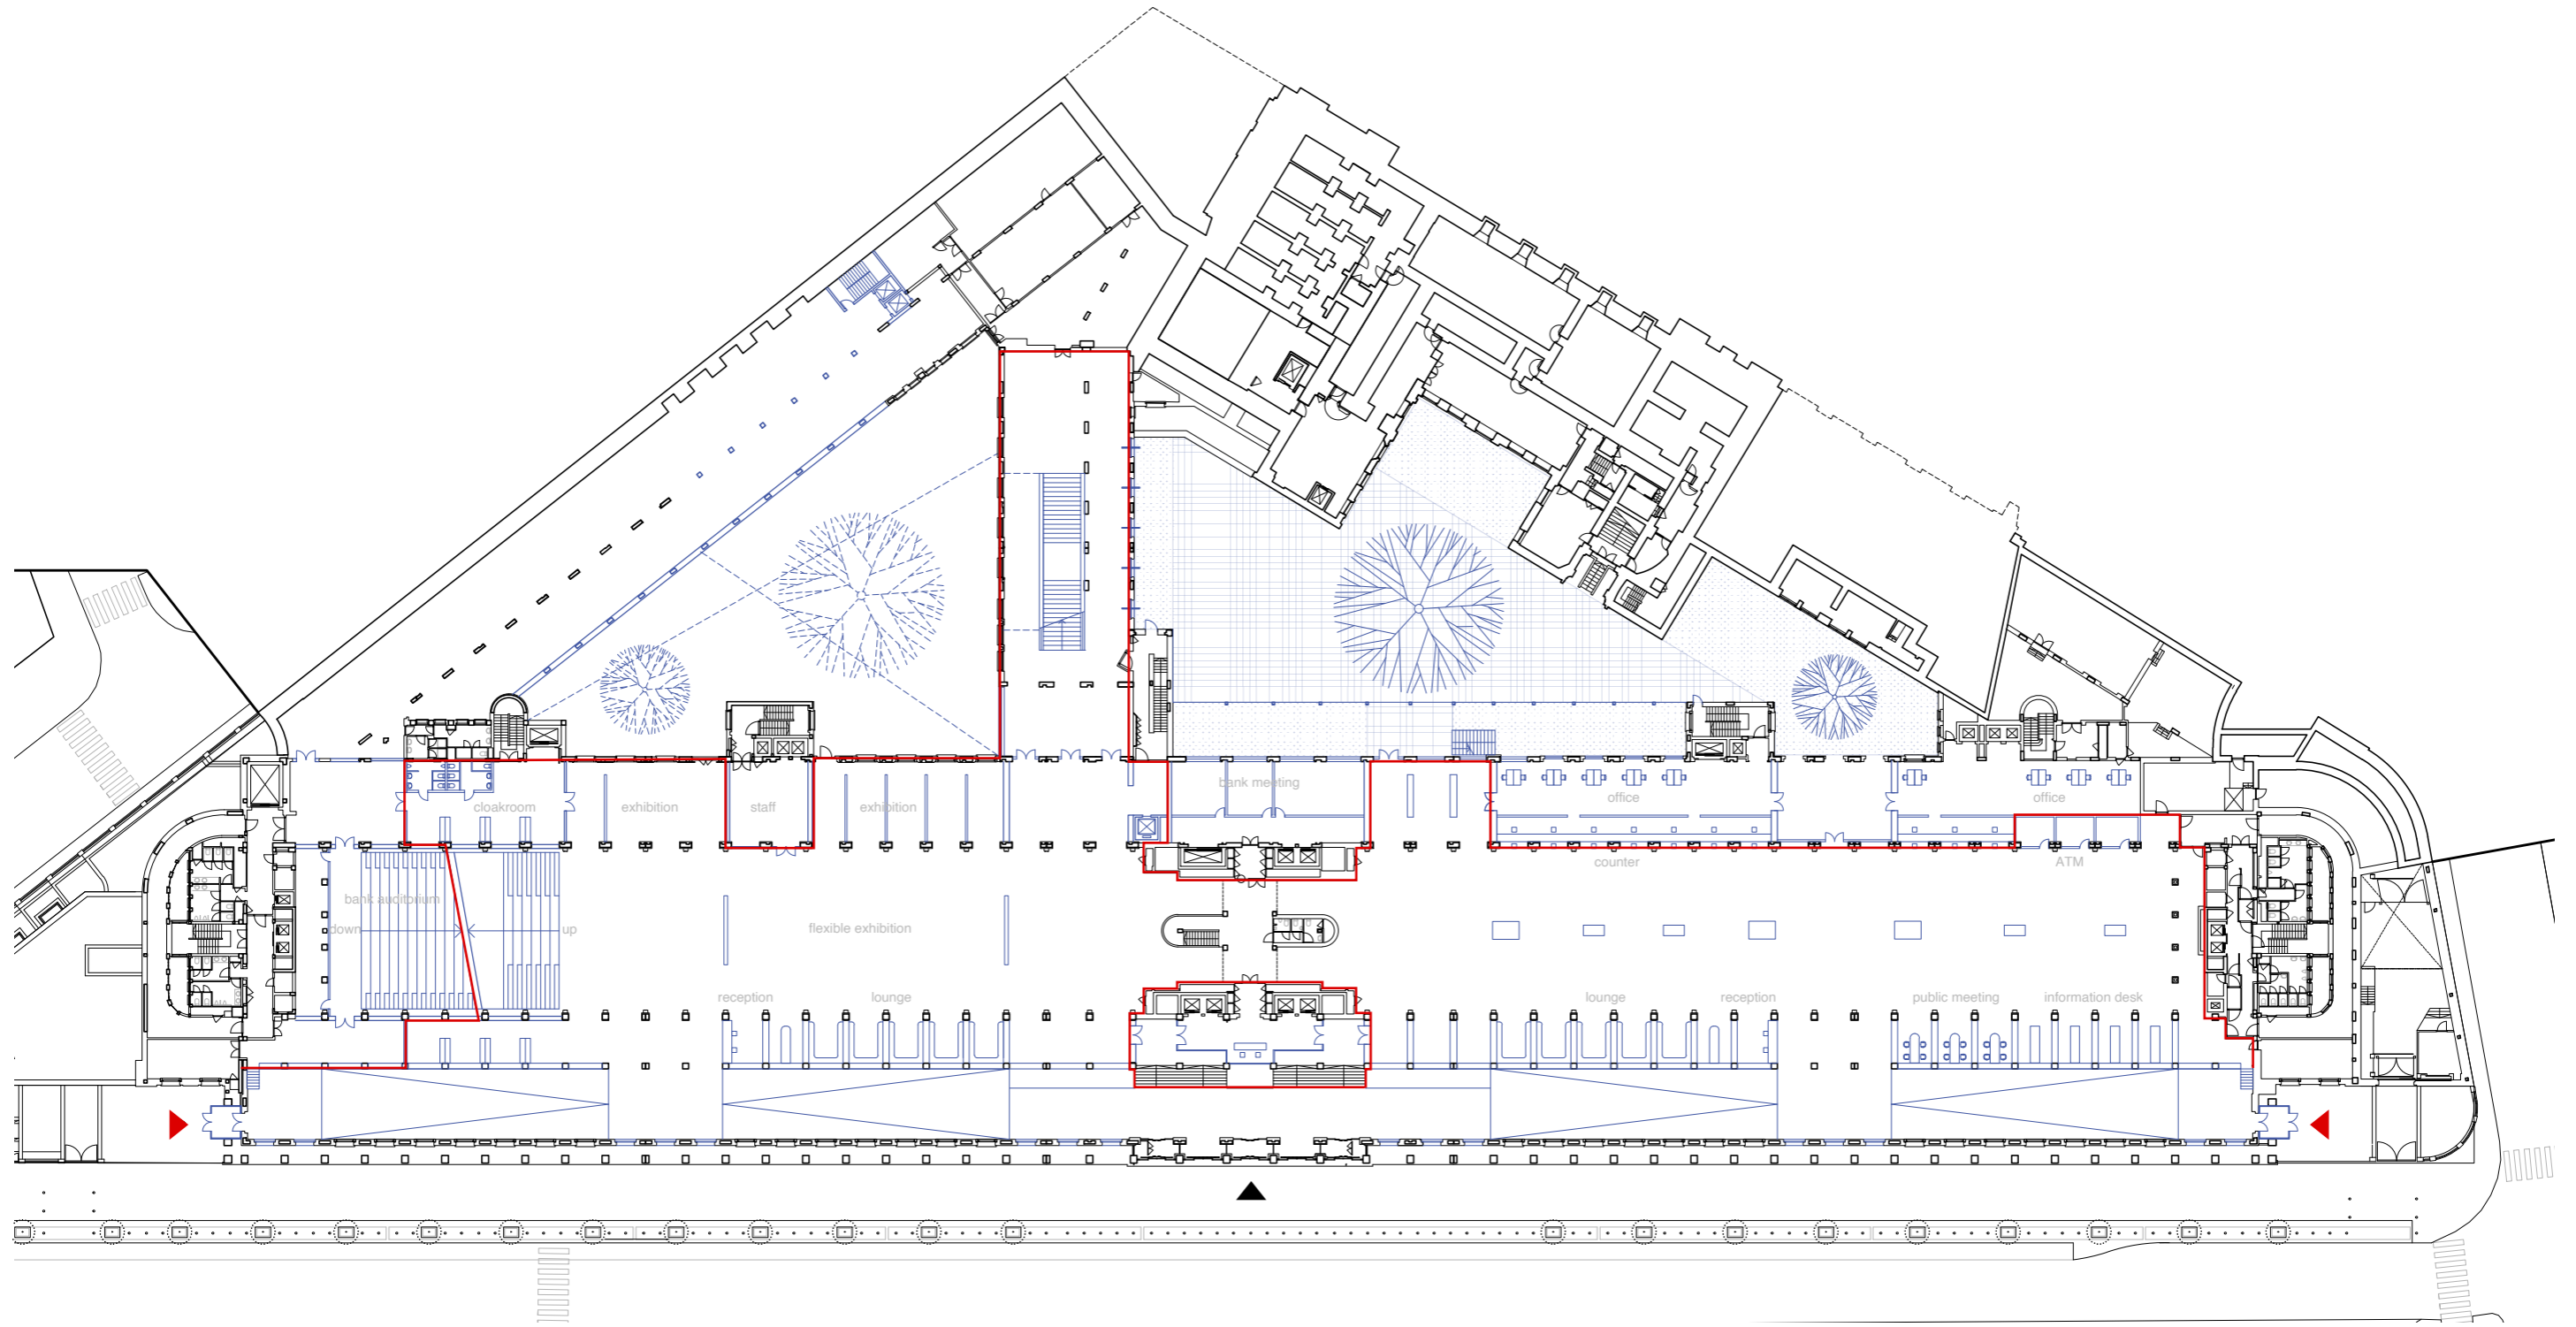 bank meeting
cloakroom
exhibition
staff
exhibition
office
office
counter
ATM
bank auditorium
down
up
flexible exhibition
reception
lounge
lounge
reception
public meeting
information desk